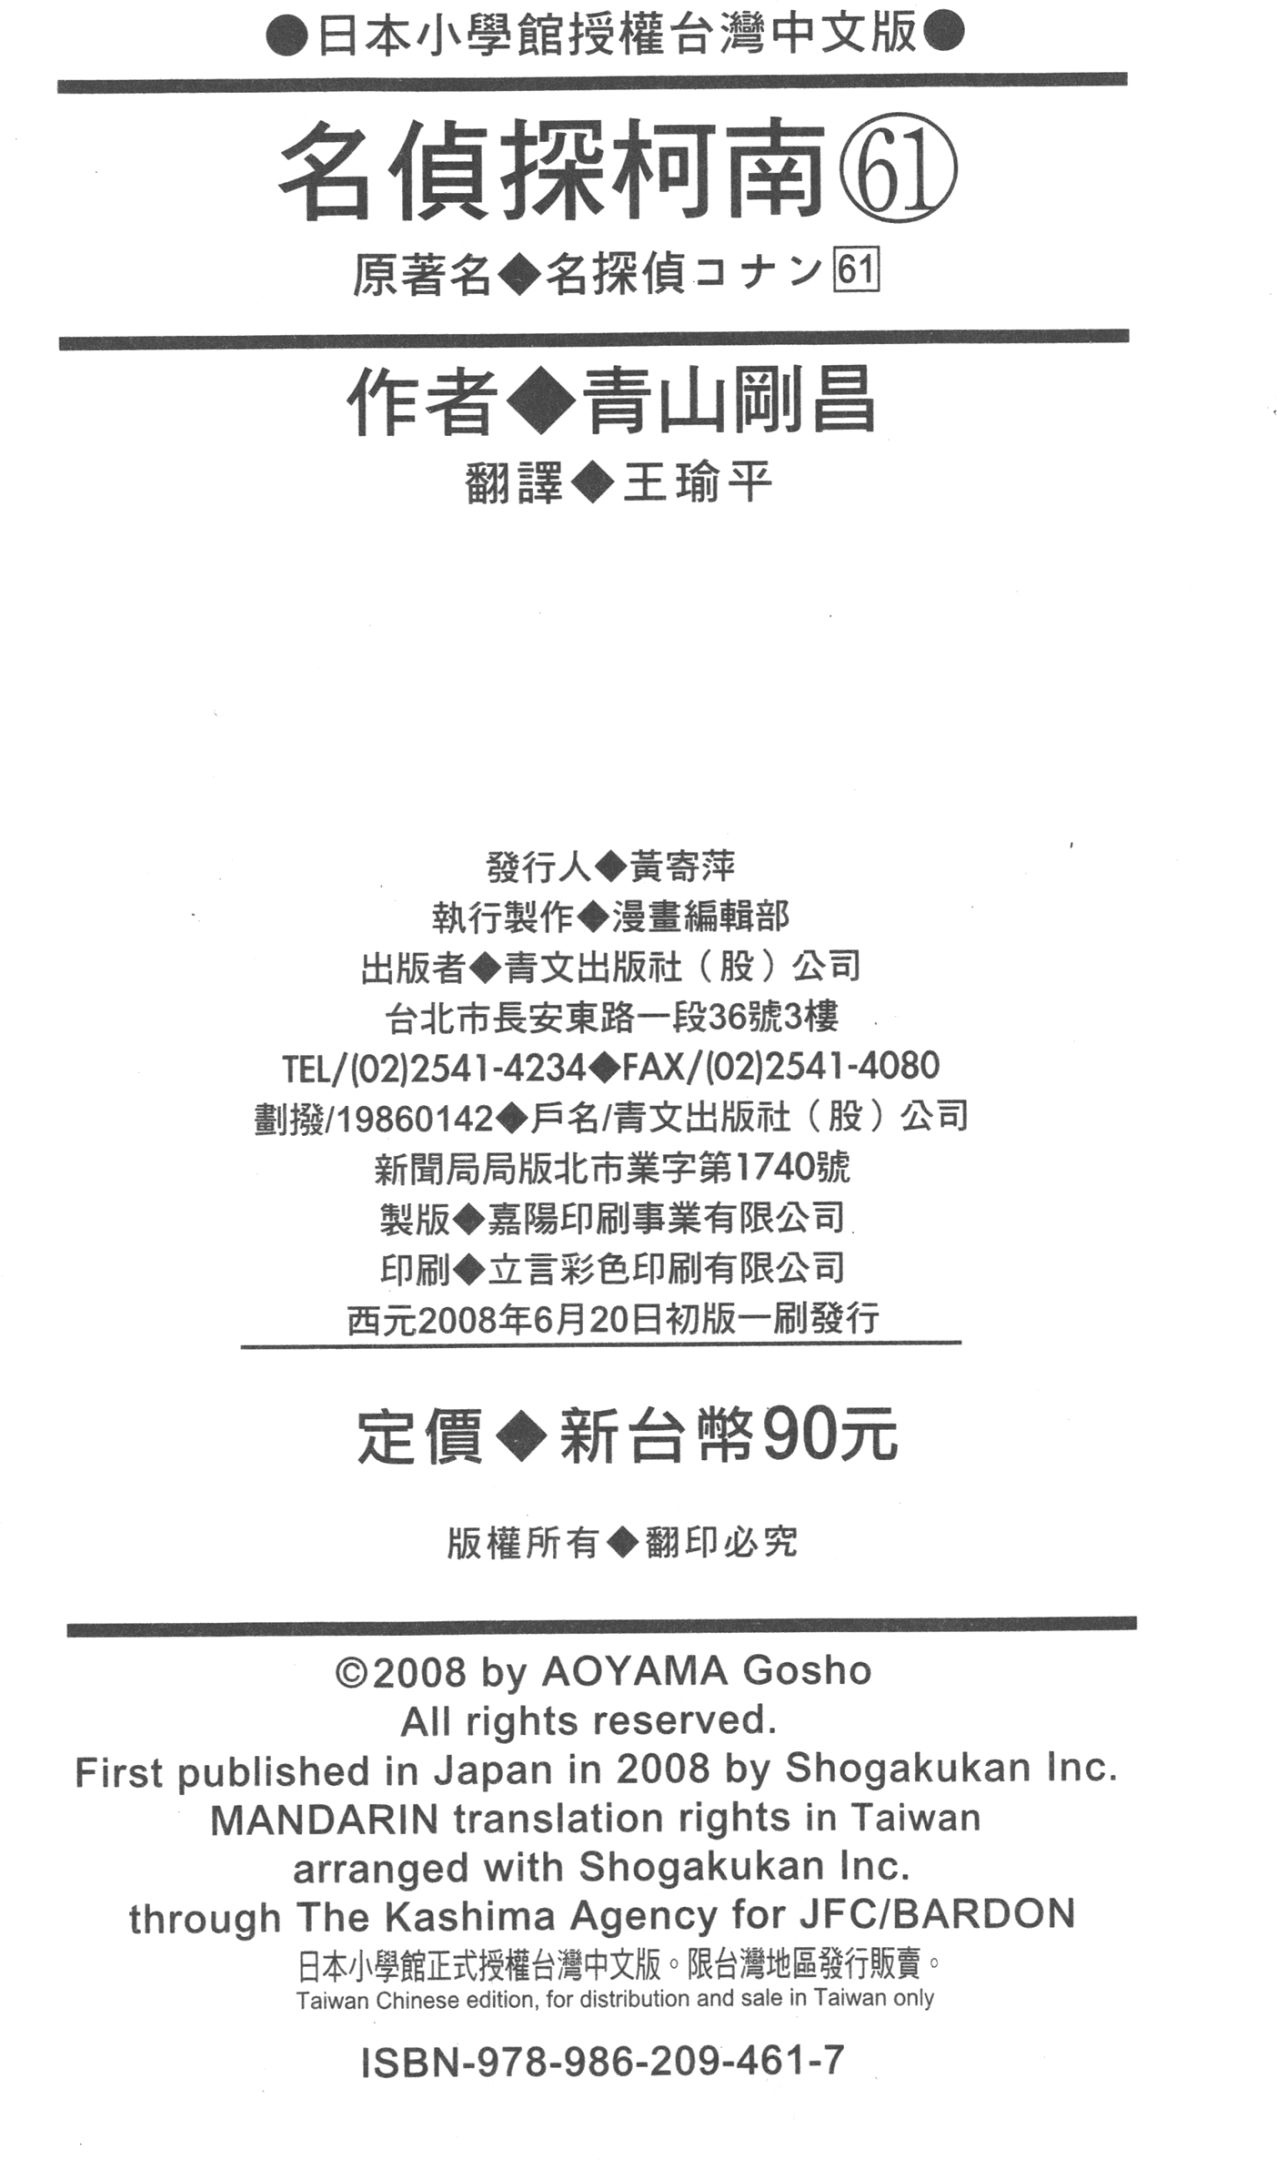 ●日本小學館授權台灣中文版●
名偵探柯南61
原著名◆名探偵コナン61
作者◆青山剛昌
翻譯◆王瑜平
發行人◆黃寄萍
執行製作◆漫畫編輯部
出版者◆青文出版社（股）公司
台北市長安東路一段36號3樓
TEL/(02)2541-4234◆FAX/(02)2541-4080
劃撥/19860142◆戶名/青文出版社（股）公司
新聞局局版北市業字第1740號
製版◆嘉陽印刷事業有限公司
印刷◆立言彩色印刷有限公司
西元2008年6月20日初版一刷發行
定價◆新台幣90元
版權所有◆翻印必究
©2008 by AOYAMA Gosho
All rights reserved.
First published in Japan in 2008 by Shogakukan Inc.
MANDARIN translation rights in Taiwan
arranged with Shogakukan Inc.
through The Kashima Agency for JFC/BARDON
日本小學館正式授權台灣中文版。限台灣地區發行販賣。
Taiwan Chinese edition, for distribution and sale in Taiwan only
ISBN-978-986-209-461-7